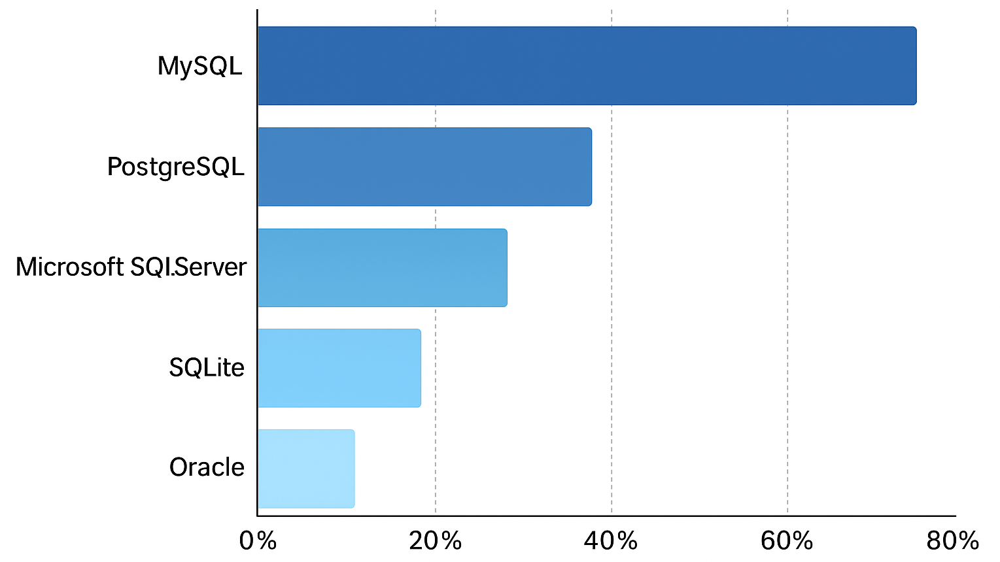 MySQL
PostgreSQL
Microsoft SQI.Server
SQLite
Oracle
0% 20% 40% 60% 80%